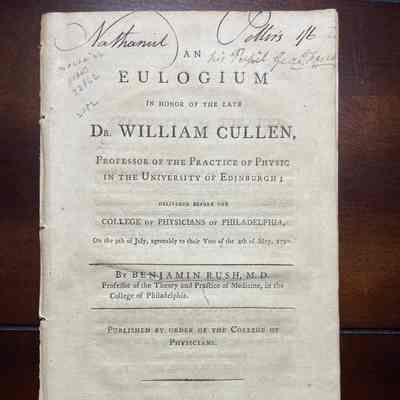 Nathaniel Potter's
his Pupil
AN
EULOGIUM
IN HONOR OF THE LATE
DR. WILLIAM CULLEN,
PROFESSOR OF THE PRACTICE OF PHYSIC
IN THE UNIVERSITY OF EDINBURGH;
DELIVERED BEFORE THE
COLLEGE OF PHYSICIANS OF PHILADELPHIA,
On the 9th of July, agreeably to their Vote of the 4th of May, 1790.
BY BENJAMIN RUSH, M.D.
Professor of the Theory and Practice of Medicine, in the
College of Philadelphia.
PUBLISHED BY ORDER OF THE COLLEGE OF
PHYSICIANS.